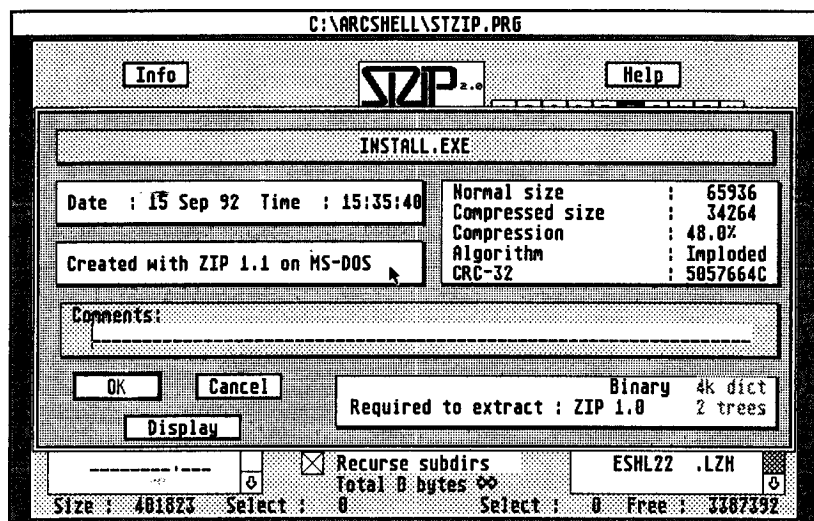 C:\ARCSHELL\STZIP.PRG
Info
STZIP 2.0
Help
INSTALL.EXE
Date : 15 Sep 92 Time : 15:35:40
Normal size : 65936
Compressed size : 34264
Compression : 48.0%
Algorithm : Imploded
CRC-32 : 5057664C
Created with ZIP 1.1 on MS-DOS
Comments:
OK
Cancel
Display
Binary 4k dict
Required to extract : ZIP 1.0 2 trees
Recurse subdirs
Total 0 bytes
ESHL22 .LZH
Size : 401823 Select : 0
Select : 0 Free : 3387392